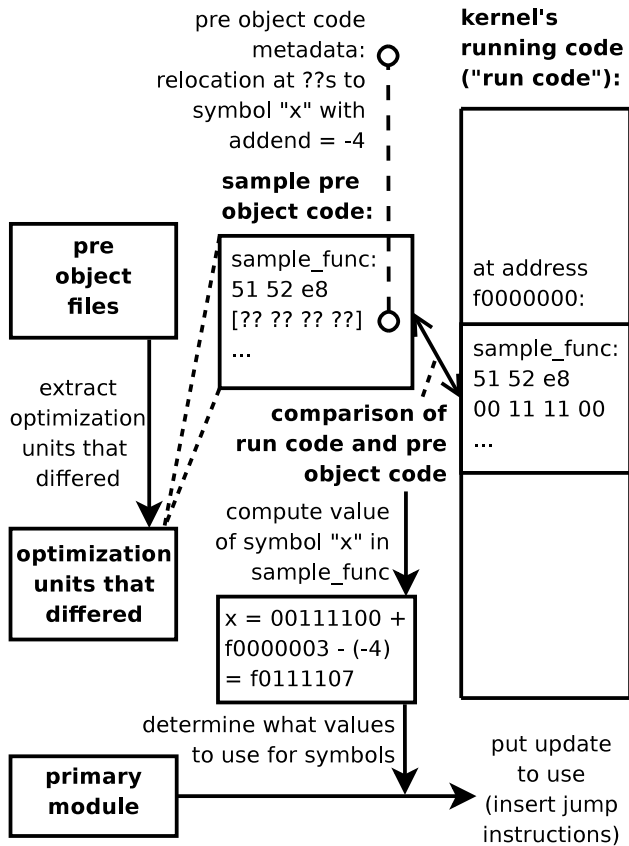 pre object code
metadata:
relocation at ??s to
symbol "x" with
addend = -4
kernel's
running code
("run code"):
sample pre
object code:
pre
object
files
sample_func:
51 52 e8
[?? ?? ?? ??]
...
at address
f0000000:
sample_func:
51 52 e8
00 11 11 00
...
extract
optimization
units that
differed
comparison of
run code and pre
object code
optimization
units that
differed
compute value
of symbol "x" in
sample_func
x = 00111100 +
f0000003 - (-4)
= f0111107
determine what values
to use for symbols
primary
module
put update
to use
(insert jump
instructions)